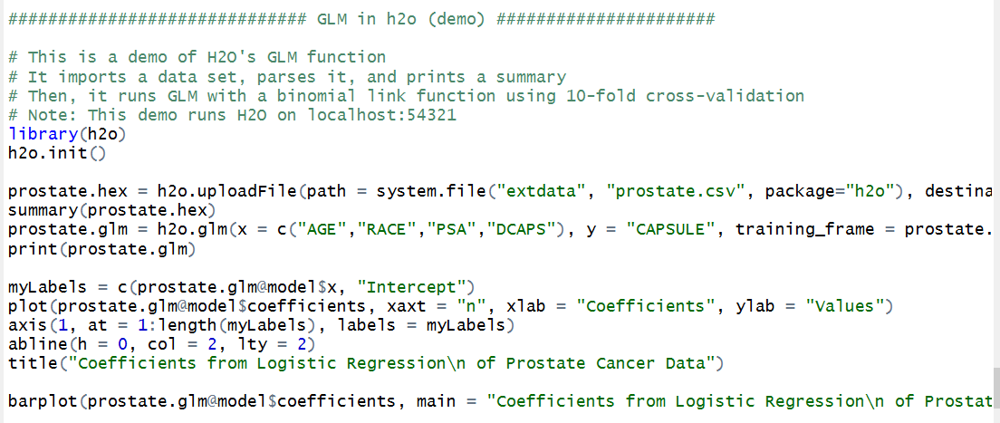 ############################## GLM in h2o (demo) ######################
# This is a demo of H2O's GLM function
# It imports a data set, parses it, and prints a summary
# Then, it runs GLM with a binomial link function using 10-fold cross-validation
# Note: This demo runs H2O on localhost:54321
library(h2o)
h2o.init()
prostate.hex = h2o.uploadFile(path = system.file("extdata", "prostate.csv", package="h2o"), destina
summary(prostate.hex)
prostate.glm = h2o.glm(x = c("AGE","RACE","PSA","DCAPS"), y = "CAPSULE", training_frame = prostate.
print(prostate.glm)
myLabels = c(prostate.glm@model$x, "Intercept")
plot(prostate.glm@model$coefficients, xaxt = "n", xlab = "Coefficients", ylab = "Values")
axis(1, at = 1:length(myLabels), labels = myLabels)
abline(h = 0, col = 2, lty = 2)
title("Coefficients from Logistic Regression\n of Prostate Cancer Data")
barplot(prostate.glm@model$coefficients, main = "Coefficients from Logistic Regression\n of Prostat